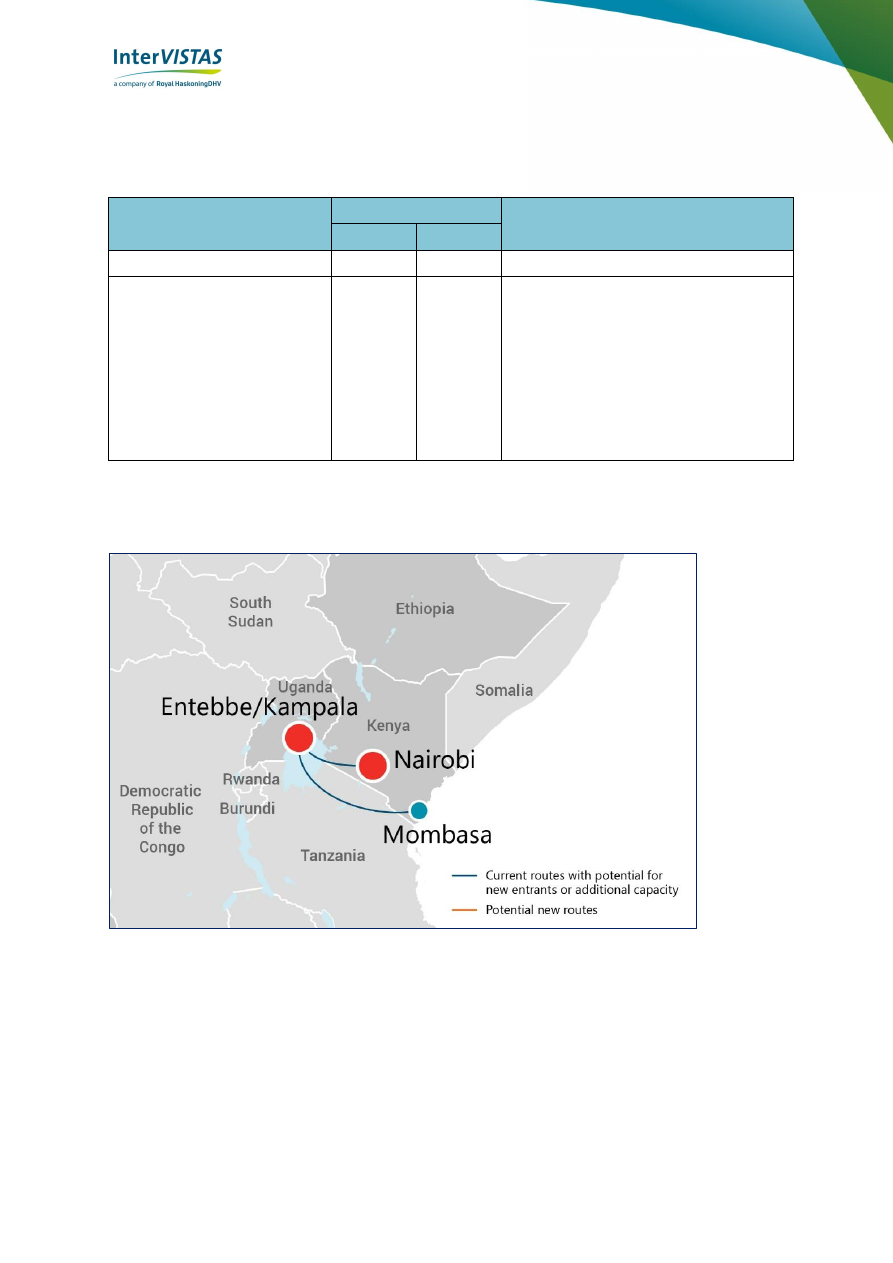 InterVISTAS
a company of Royal HaskoningDHV
South
Sudan
Ethiopia
Somalia
Uganda
Entebbe/Kampala
Kenya
Nairobi
Rwanda
Democratic
Republic
of the
Congo
Burundi
Mombasa
Tanzania
Current routes with potential for
new entrants or additional capacity
Potential new routes